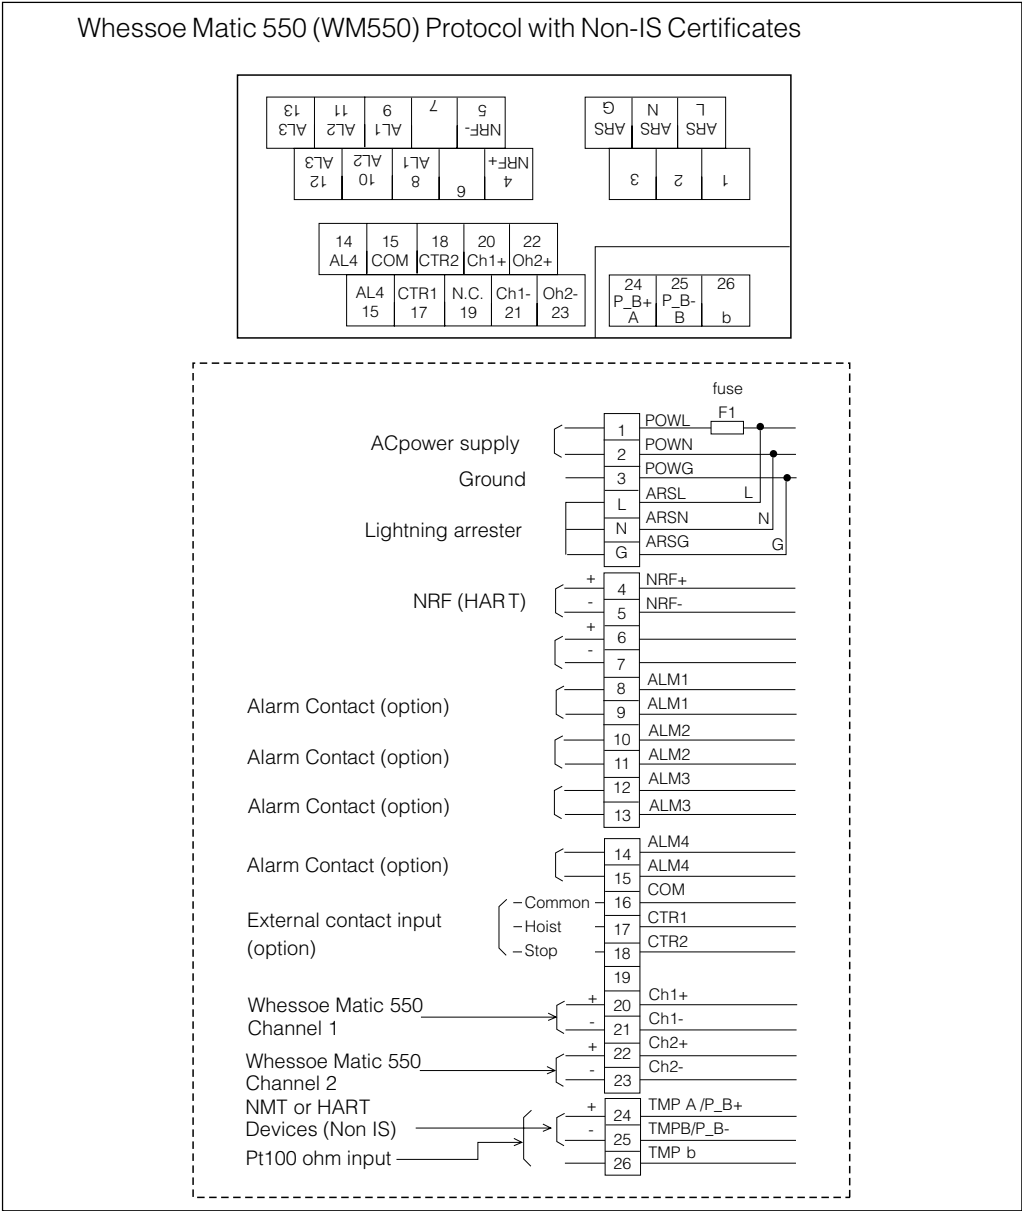 Whessoe Matic 550 (WM550) Protocol with Non-IS Certificates
13 11 9 7 5
AL3 AL2 AL1 NRF-
G N L
ARS ARS ARS
AL3 AL2 AL1 NRF+
12 10 8 6 4
3 2 1
14 15 18 20 22
AL4 COM CTR2 Ch1+ Oh2+
AL4 CTR1 N.C. Ch1- Oh2-
15 17 19 21 23
24 25 26
P_B+ P_B-
A B b
fuse
F1
ACpower supply
1 POWL
2 POWN
Ground
3 POWG
Lightning arrester
L ARSL L
N ARSN N
G ARSG G
NRF (HART)
+ 4 NRF+
- 5 NRF-
+ 6
- 7
Alarm Contact (option)
8 ALM1
9 ALM1
Alarm Contact (option)
10 ALM2
11 ALM2
Alarm Contact (option)
12 ALM3
13 ALM3
Alarm Contact (option)
14 ALM4
15 ALM4
External contact input
(option)
Common 16 COM
Hoist 17 CTR1
Stop 18 CTR2
19
Whessoe Matic 550
Channel 1
+ 20 Ch1+
- 21 Ch1-
Whessoe Matic 550
Channel 2
+ 22 Ch2+
- 23 Ch2-
NMT or HART
Devices (Non IS)
+ 24 TMP A /P_B+
- 25 TMPB/P_B-
Pt100 ohm input
26 TMP b